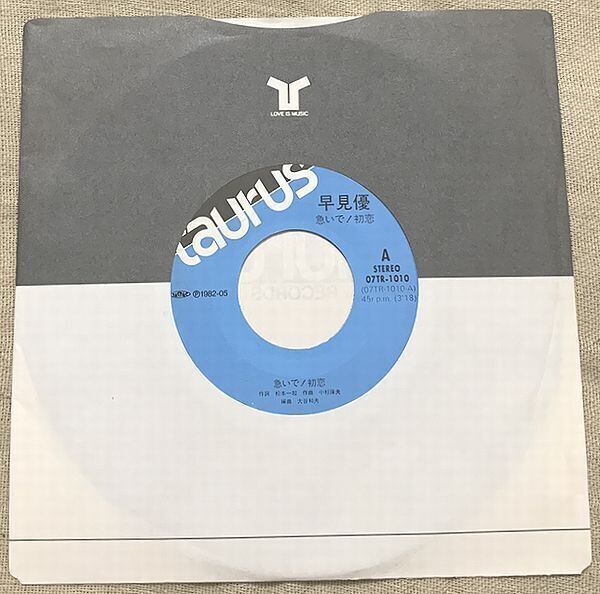 LOVE IS MUSIC
taurus
早見優
急いで!初恋
A
STEREO
07TR-1010
(07TR-1010-A)
45r.p.m. (3'18)
Ⓟ1982-05
RECORDS
急いで!初恋
作詞 松本一起 作曲 小杉保夫
編曲 大谷和夫